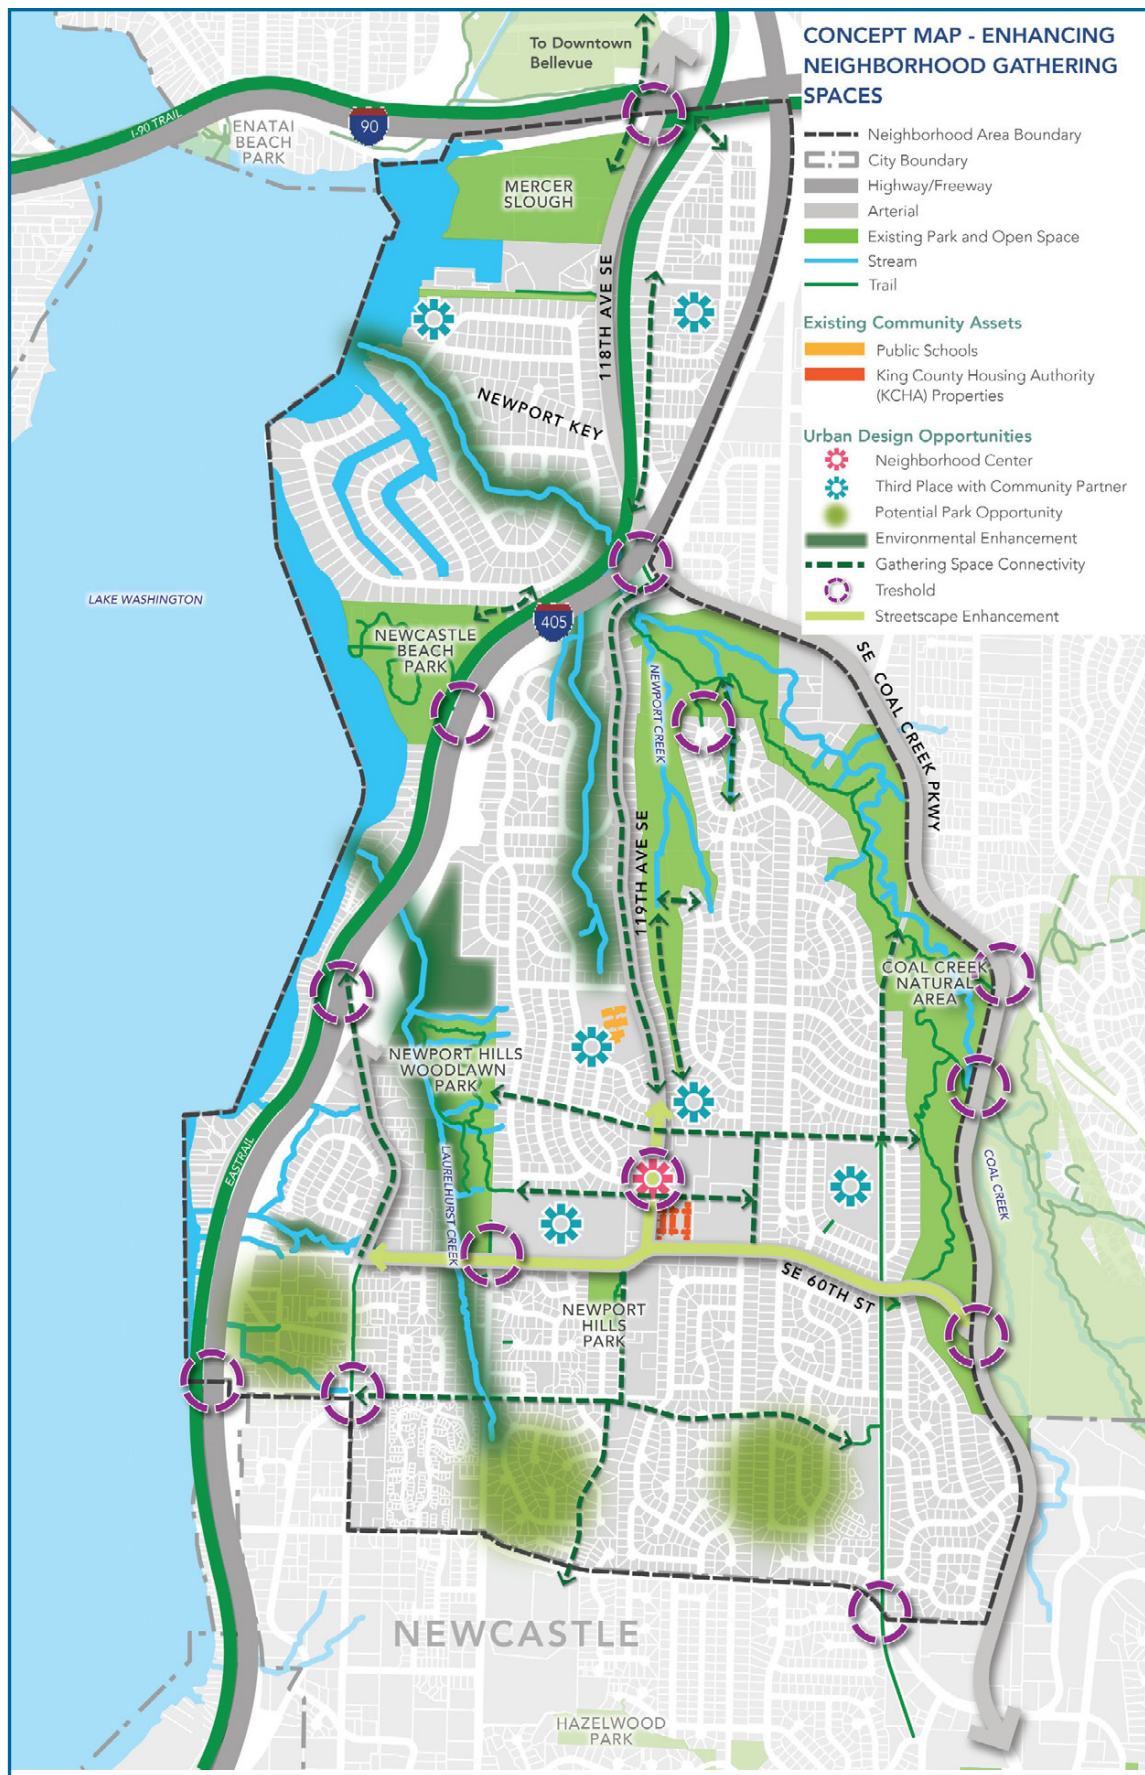 CONCEPT MAP - ENHANCING
NEIGHBORHOOD GATHERING
SPACES
Neighborhood Area Boundary
City Boundary
Highway/Freeway
Arterial
Existing Park and Open Space
Stream
Trail
Existing Community Assets
Public Schools
King County Housing Authority
(KCHA) Properties
Urban Design Opportunities
Neighborhood Center
Third Place with Community Partner
Potential Park Opportunity
Environmental Enhancement
Gathering Space Connectivity
Treshold
Streetscape Enhancement
To Downtown
Bellevue
I-90 TRAIL
90
ENATAI
BEACH
PARK
MERCER
SLOUGH
118TH AVE SE
NEWPORT KEY
LAKE WASHINGTON
405
NEWCASTLE
BEACH
PARK
NEWPORT CREEK
SE COAL CREEK PKWY
119TH AVE SE
COAL CREEK
NATURAL
AREA
NEWPORT HILLS
WOODLAWN
PARK
EASTRAIL
LAURELHURST CREEK
COAL CREEK
SE 60TH ST
NEWPORT
HILLS
PARK
NEWCASTLE
HAZELWOOD
PARK